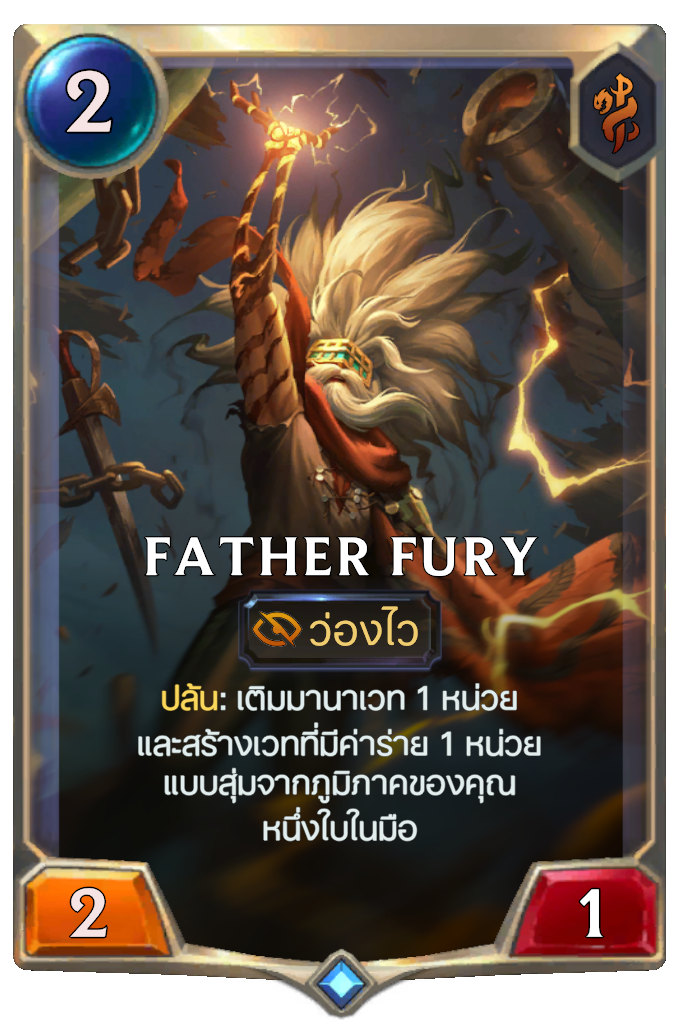 2
FATHER FURY
ว่องไว
ปล้น: เติมมานาเวท 1 หน่วย
และสร้างเวทที่มีค่าร่าย 1 หน่วย
แบบสุ่มจากภูมิภาคของคุณ
หนึ่งใบในมือ
2
1